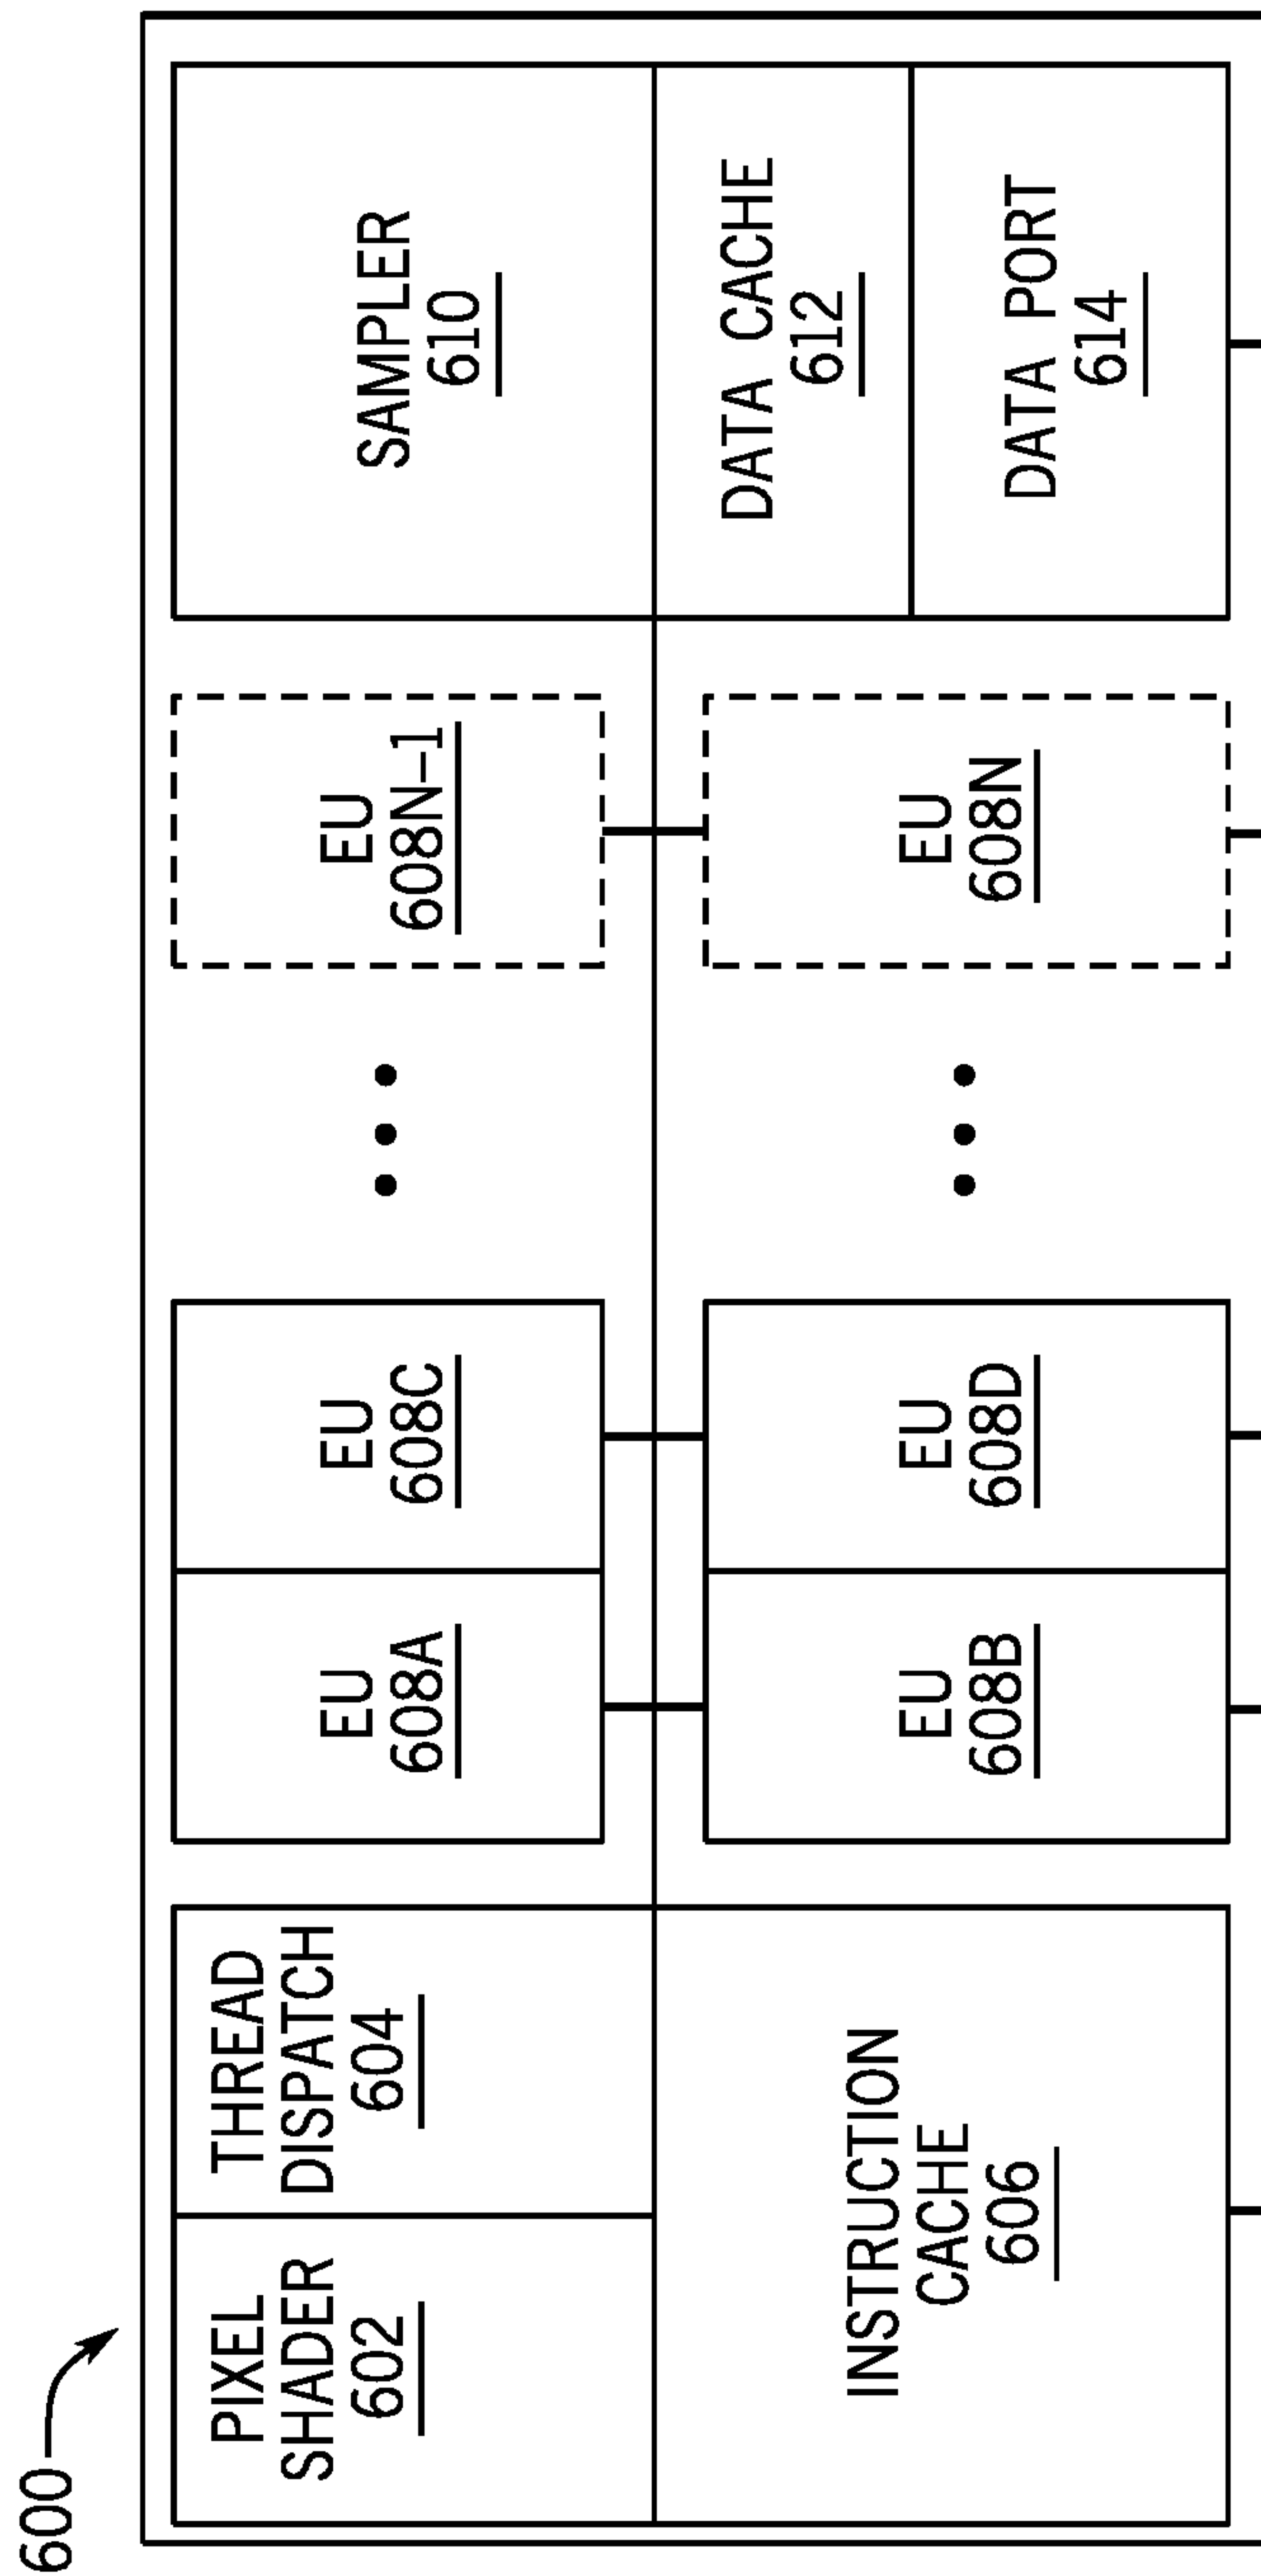 600
PIXEL
SHADER
602
THREAD
DISPATCH
604
INSTRUCTION
CACHE
606
EU
608A
EU
608C
EU
608B
EU
608D
EU
608N-1
EU
608N
SAMPLER
610
DATA CACHE
612
DATA PORT
614